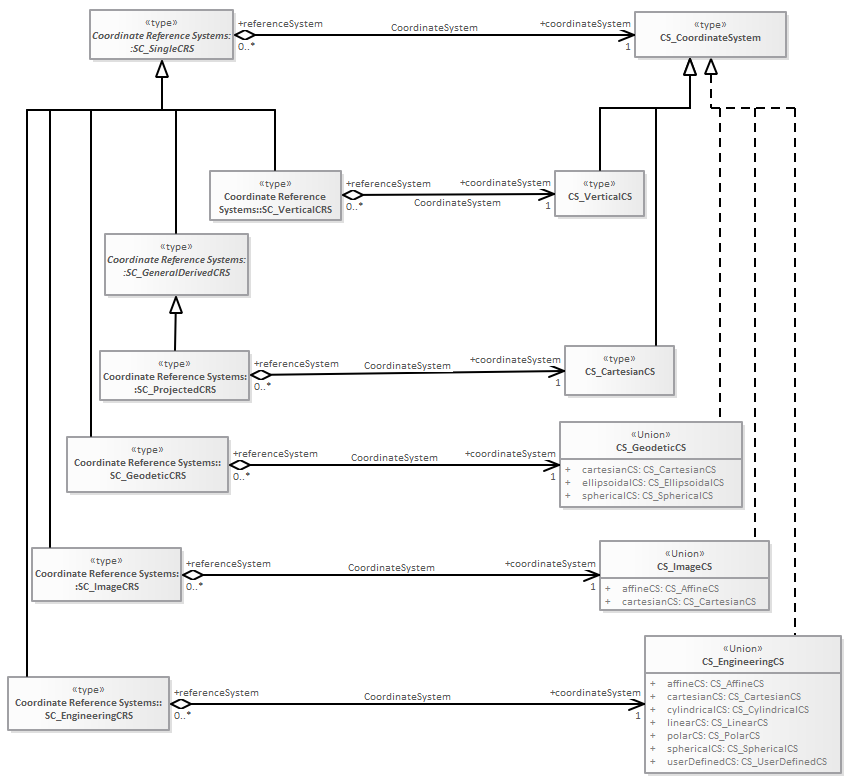 «type»
Coordinate Reference Systems:
:SC_SingleCRS
+referenceSystem
0..*
CoordinateSystem
+coordinateSystem
1
«type»
CS_CoordinateSystem
«type»
Coordinate Reference
Systems::SC_VerticalCRS
+referenceSystem
0..*
CoordinateSystem
+coordinateSystem
1
«type»
CS_VerticalCS
«type»
Coordinate Reference Systems:
:SC_GeneralDerivedCRS
«type»
Coordinate Reference Systems:
:SC_ProjectedCRS
+referenceSystem
0..*
CoordinateSystem
+coordinateSystem
1
«type»
CS_CartesianCS
«type»
Coordinate Reference Systems::
SC_GeodeticCRS
+referenceSystem
0..*
CoordinateSystem
+coordinateSystem
1
«Union»
CS_GeodeticCS
+ cartesianCS: CS_CartesianCS
+ ellipsoidalCS: CS_EllipsoidalCS
+ sphericalCS: CS_SphericalCS
«type»
Coordinate Reference Systems:
:SC_ImageCRS
+referenceSystem
0..*
CoordinateSystem
+coordinateSystem
1
«Union»
CS_ImageCS
+ affineCS: CS_AffineCS
+ cartesianCS: CS_CartesianCS
«type»
Coordinate Reference Systems::
SC_EngineeringCRS
+referenceSystem
0..*
CoordinateSystem
+coordinateSystem
1
«Union»
CS_EngineeringCS
+ affineCS: CS_AffineCS
+ cartesianCS: CS_CartesianCS
+ cylindricalCS: CS_CylindricalCS
+ linearCS: CS_LinearCS
+ polarCS: CS_PolarCS
+ sphericalCS: CS_SphericalCS
+ userDefinedCS: CS_UserDefinedCS